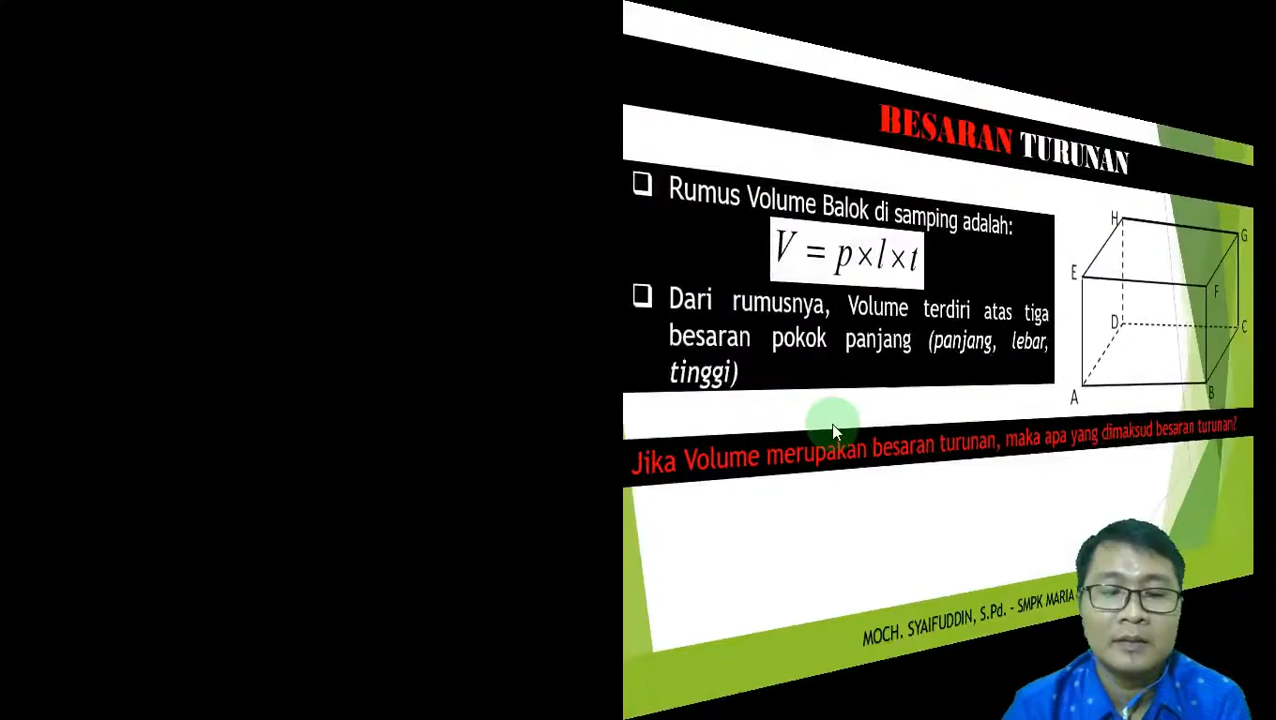 BESARAN TURUNAN
❑ Rumus Volume Balok di samping adalah:
V = p×l×t
❑ Dari rumusnya, Volume terdiri atas tiga
besaran pokok panjang (panjang, lebar,
tinggi)
H
G
E
F
D
C
A
B
Jika Volume merupakan besaran turunan, maka apa yang dimaksud besaran turunan?
MOCH. SYAIFUDDIN, S.Pd. - SMPK MARIA